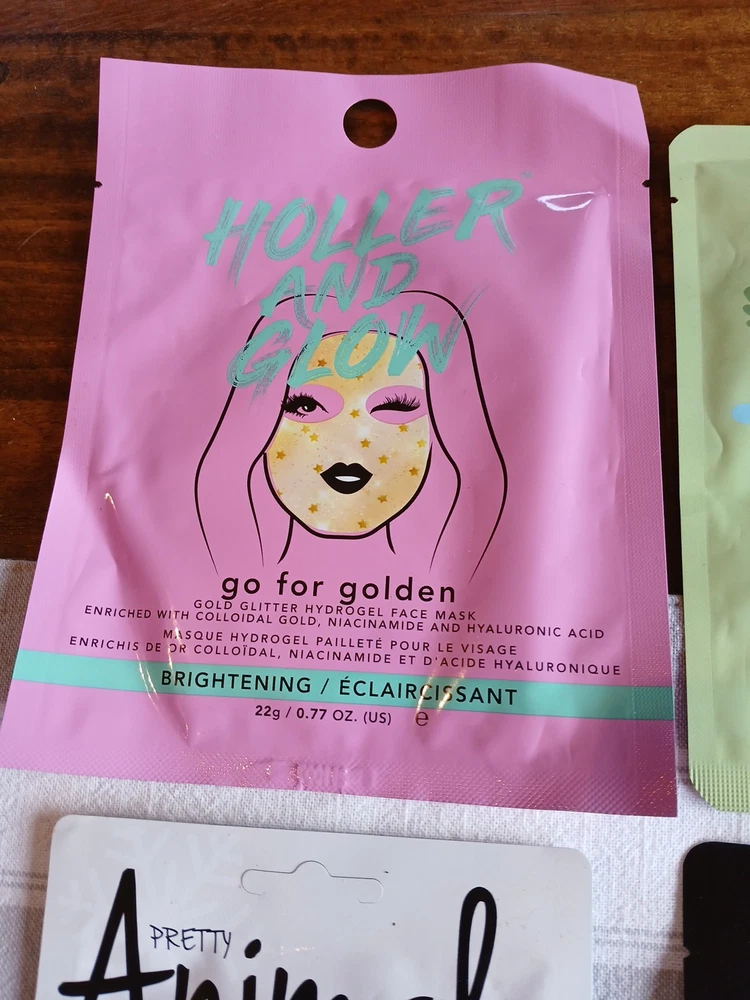 HOLLER
AND
GLOW
go for golden
GOLD GLITTER HYDROGEL FACE MASK
ENRICHED WITH COLLOIDAL GOLD, NIACINAMIDE AND HYALURONIC ACID
MASQUE HYDROGEL PAILLETÉ POUR LE VISAGE
ENRICHIS DE OR COLLOÏDAL, NIACINAMIDE ET D'ACIDE HYALURONIQUE
BRIGHTENING / ÉCLAIRCISSANT
22g / 0.77 OZ. (US) e
PRETTY
Animal